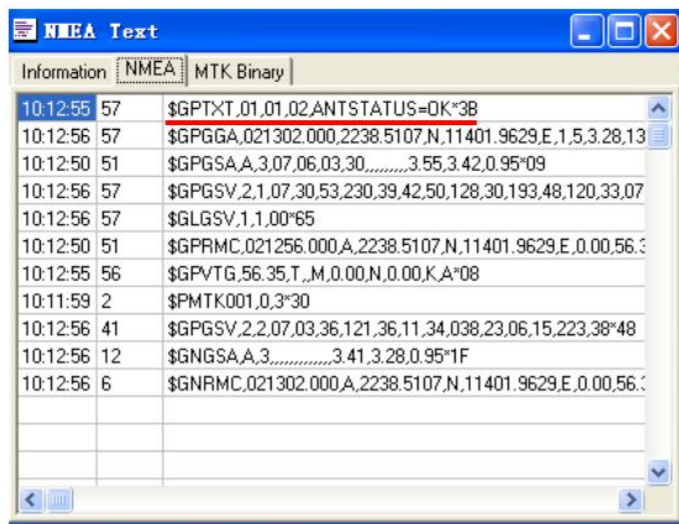 NMEA Text
Information NMEA MTK Binary
10:12:55 57 $GPTXT,01,01,02,ANTSTATUS=OK*3B
10:12:56 57 $GPGGA,021302.000,2238.5107,N,11401.9629,E,1,5,3.28,13
10:12:50 51 $GPGSA,A,3,07,06,03,30,,,,,,,,,3.55,3.42,0.95*09
10:12:56 57 $GPGSV,2,1,07,30,53,230,39,42,50,128,30,193,48,120,33,07
10:12:56 57 $GLGSV,1,1,00*65
10:12:50 51 $GPRMC,021256.000,A,2238.5107,N,11401.9629,E,0.00,56.3
10:12:55 56 $GPVTG,56.35,T,,M,0.00,N,0.00,K,A*08
10:11:59 2 $PMTK001,0,3*30
10:12:56 41 $GPGSV,2,2,07,03,36,121,36,11,34,038,23,06,15,223,38*48
10:12:56 12 $GNGSA,A,3,,,,,,,,,,,,,3.41,3.28,0.95*1F
10:12:56 6 $GNRMC,021302.000,A,2238.5107,N,11401.9629,E,0.00,56.3